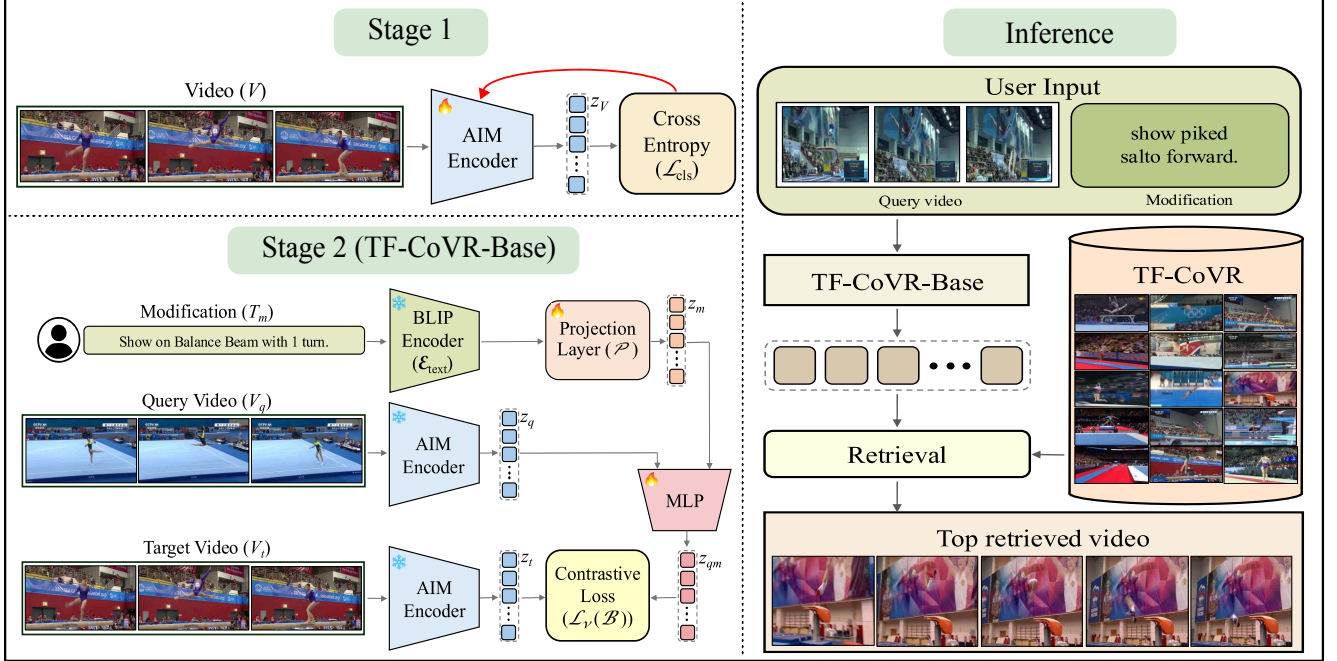 Stage 1
Video (V)
AIM
Encoder
z_V
Cross
Entropy
(ℒ_cls)
Stage 2 (TF-CoVR-Base)
Modification (T_m)
Show on Balance Beam with 1 turn.
BLIP
Encoder
(ℰ_text)
Projection
Layer (𝒫)
z_m
Query Video (V_q)
AIM
Encoder
z_q
MLP
Target Video (V_t)
AIM
Encoder
z_t
Contrastive
Loss
(ℒ_𝒱(ℬ))
z_qm
Inference
User Input
show piked
salto forward.
Query video
Modification
TF-CoVR-Base
TF-CoVR
Retrieval
Top retrieved video